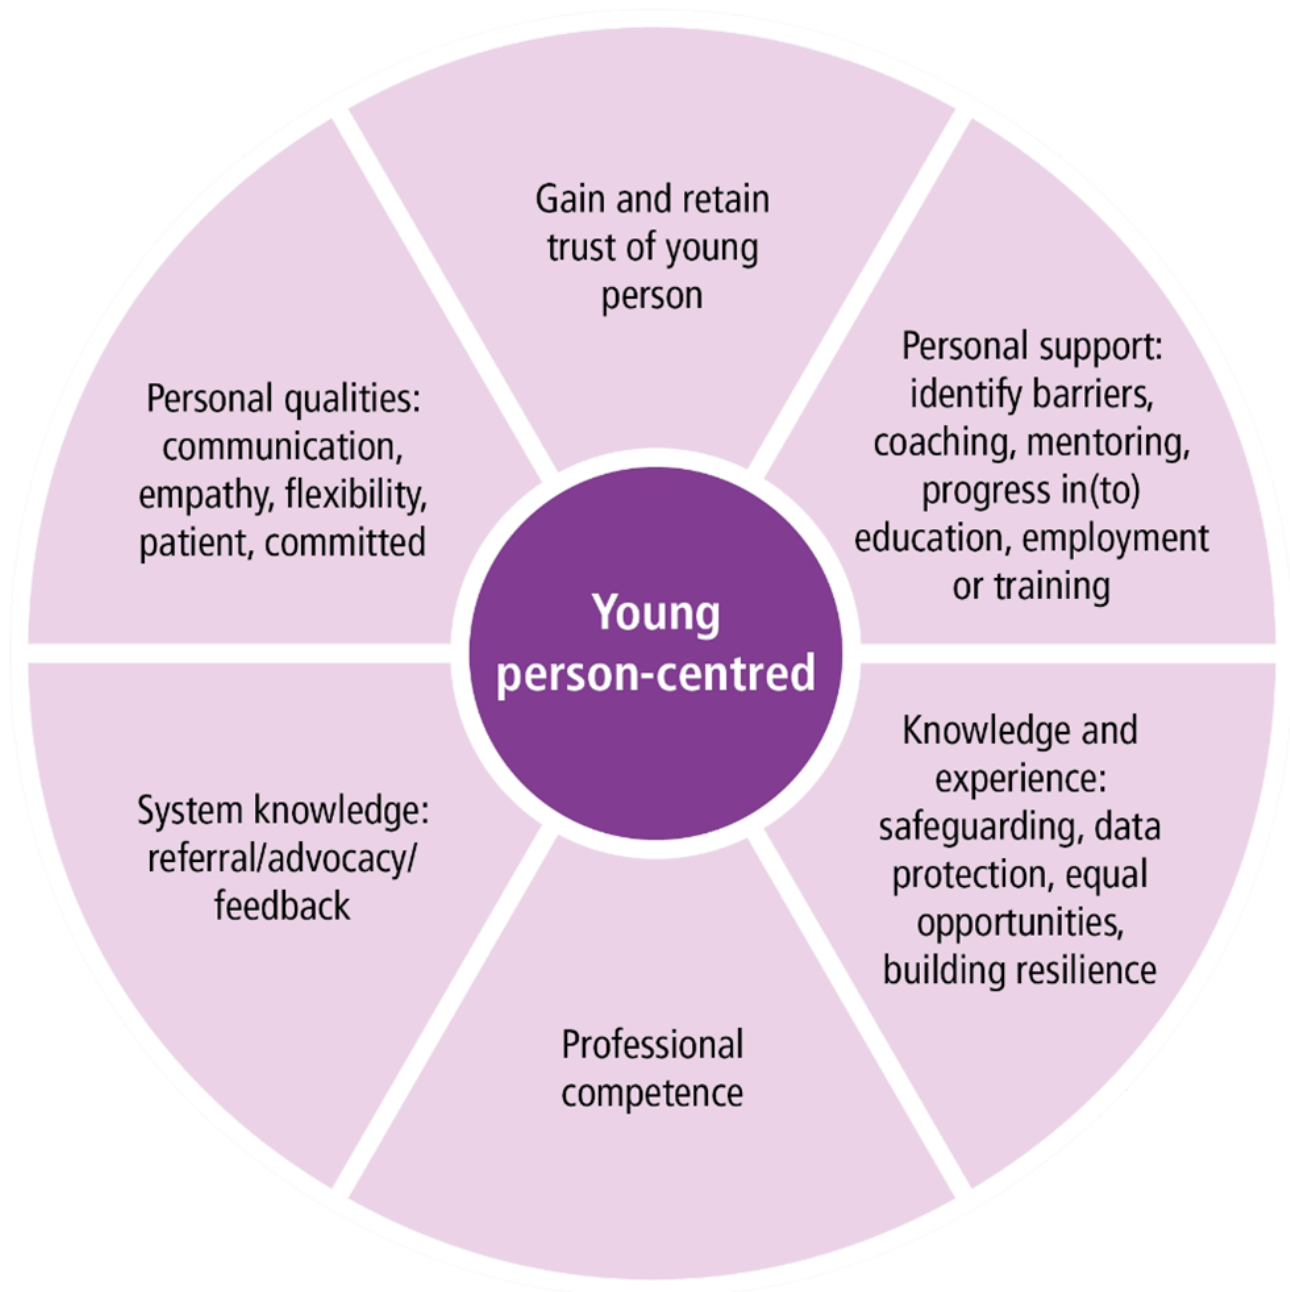 Gain and retain
trust of young
person
Personal support:
identify barriers,
coaching, mentoring,
progress in(to)
education, employment
or training
Knowledge and
experience:
safeguarding, data
protection, equal
opportunities,
building resilience
Professional
competence
System knowledge:
referral/advocacy/
feedback
Personal qualities:
communication,
empathy, flexibility,
patient, committed
Young
person-centred